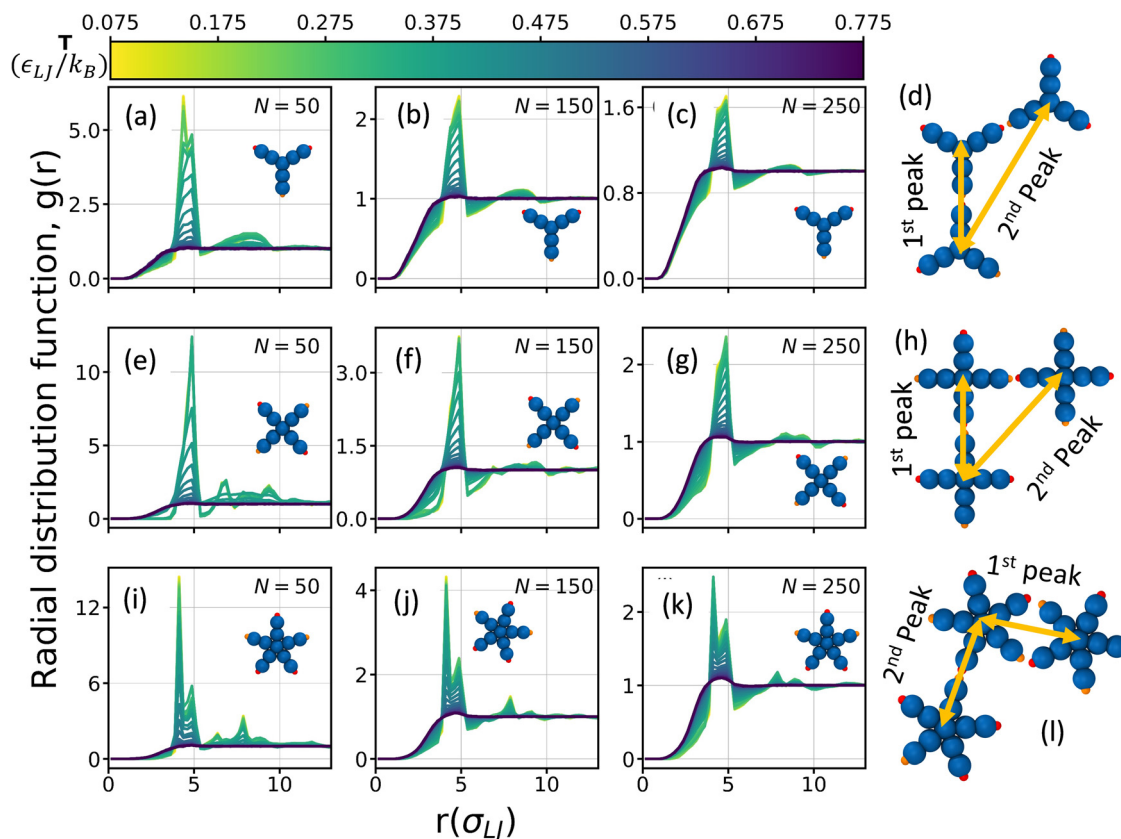 0.075 0.175 0.275 0.375 0.475 0.575 0.675 0.775
T
(ϵ_LJ/k_B)
Radial distribution function, g(r)
(a) N = 50
5.0
2.5
0.0
(b) N = 150
2
1
0
(c) N = 250
1.6
0.8
0.0
(d)
1st peak
2nd Peak
(e) N = 50
10
5
0
(f) N = 150
3.0
1.5
0.0
(g) N = 250
2
1
0
(h)
1st peak
2nd Peak
(i) N = 50
12
6
0
0 5 10
(j) N = 150
4
2
0
0 5 10
(k) N = 250
2
1
0
0 5 10
1st peak
2nd Peak
(l)
r(σ_LJ)